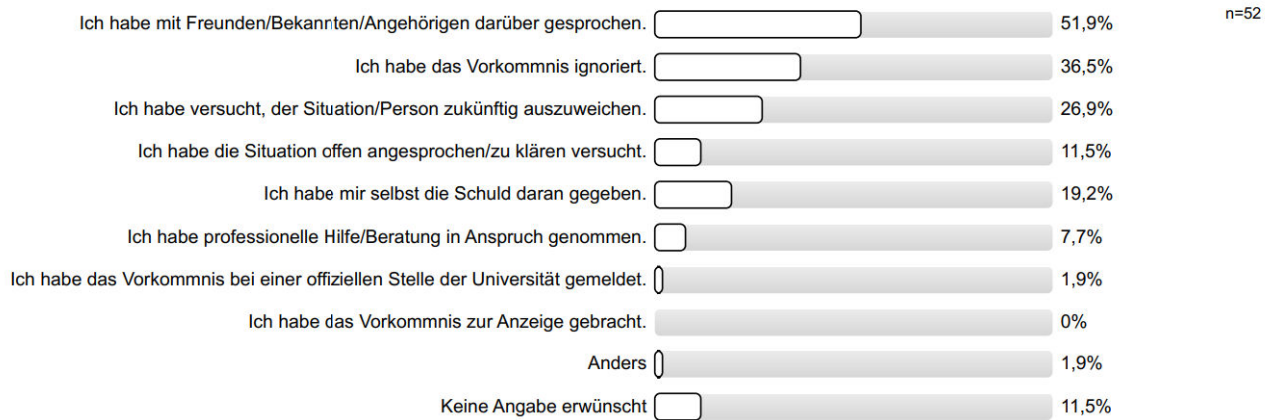 n=52
Ich habe mit Freunden/Bekannten/Angehörigen darüber gesprochen. 51,9%
Ich habe das Vorkommnis ignoriert. 36,5%
Ich habe versucht, der Situation/Person zukünftig auszuweichen. 26,9%
Ich habe die Situation offen angesprochen/zu klären versucht. 11,5%
Ich habe mir selbst die Schuld daran gegeben. 19,2%
Ich habe professionelle Hilfe/Beratung in Anspruch genommen. 7,7%
Ich habe das Vorkommnis bei einer offiziellen Stelle der Universität gemeldet. 1,9%
Ich habe das Vorkommnis zur Anzeige gebracht. 0%
Anders 1,9%
Keine Angabe erwünscht 11,5%